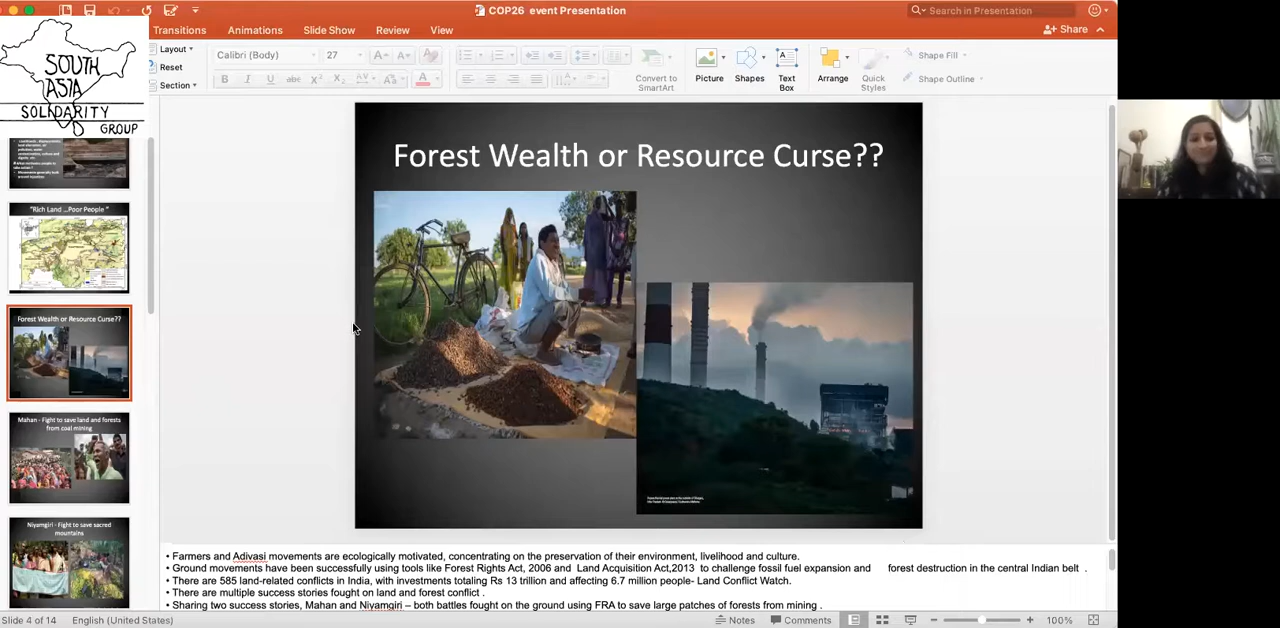 COP26 event Presentation
Search in Presentation
Transitions Animations Slide Show Review View
Share
Layout
Reset
Section
Calibri (Body) 27
B I U abc X² X₂ AV Aa A
Convert to
SmartArt
Picture
Shapes
Text
Box
Arrange
Quick
Styles
Shape Fill
Shape Outline
SOUTH
ASIA
SOLIDARITY
GROUP
"Rich Land ...Poor People "
Forest Wealth or Resource Curse??
Mahan - Fight to save land and forests
from coal mining
Niyamgiri - Fight to save sacred
mountains
Forest Wealth or Resource Curse??
• Farmers and Adivasi movements are ecologically motivated, concentrating on the preservation of their environment, livelihood and culture.
• Ground movements have been successfully using tools like Forest Rights Act, 2006 and Land Acquisition Act,2013 to challenge fossil fuel expansion and forest destruction in the central Indian belt .
• There are 585 land-related conflicts in India, with investments totaling Rs 13 trillion and affecting 6.7 million people- Land Conflict Watch.
• There are multiple success stories fought on land and forest conflict .
• Sharing two success stories, Mahan and Niyamgiri – both battles fought on the ground using FRA to save large patches of forests from mining .
Slide 4 of 14 English (United States) Notes Comments 100%